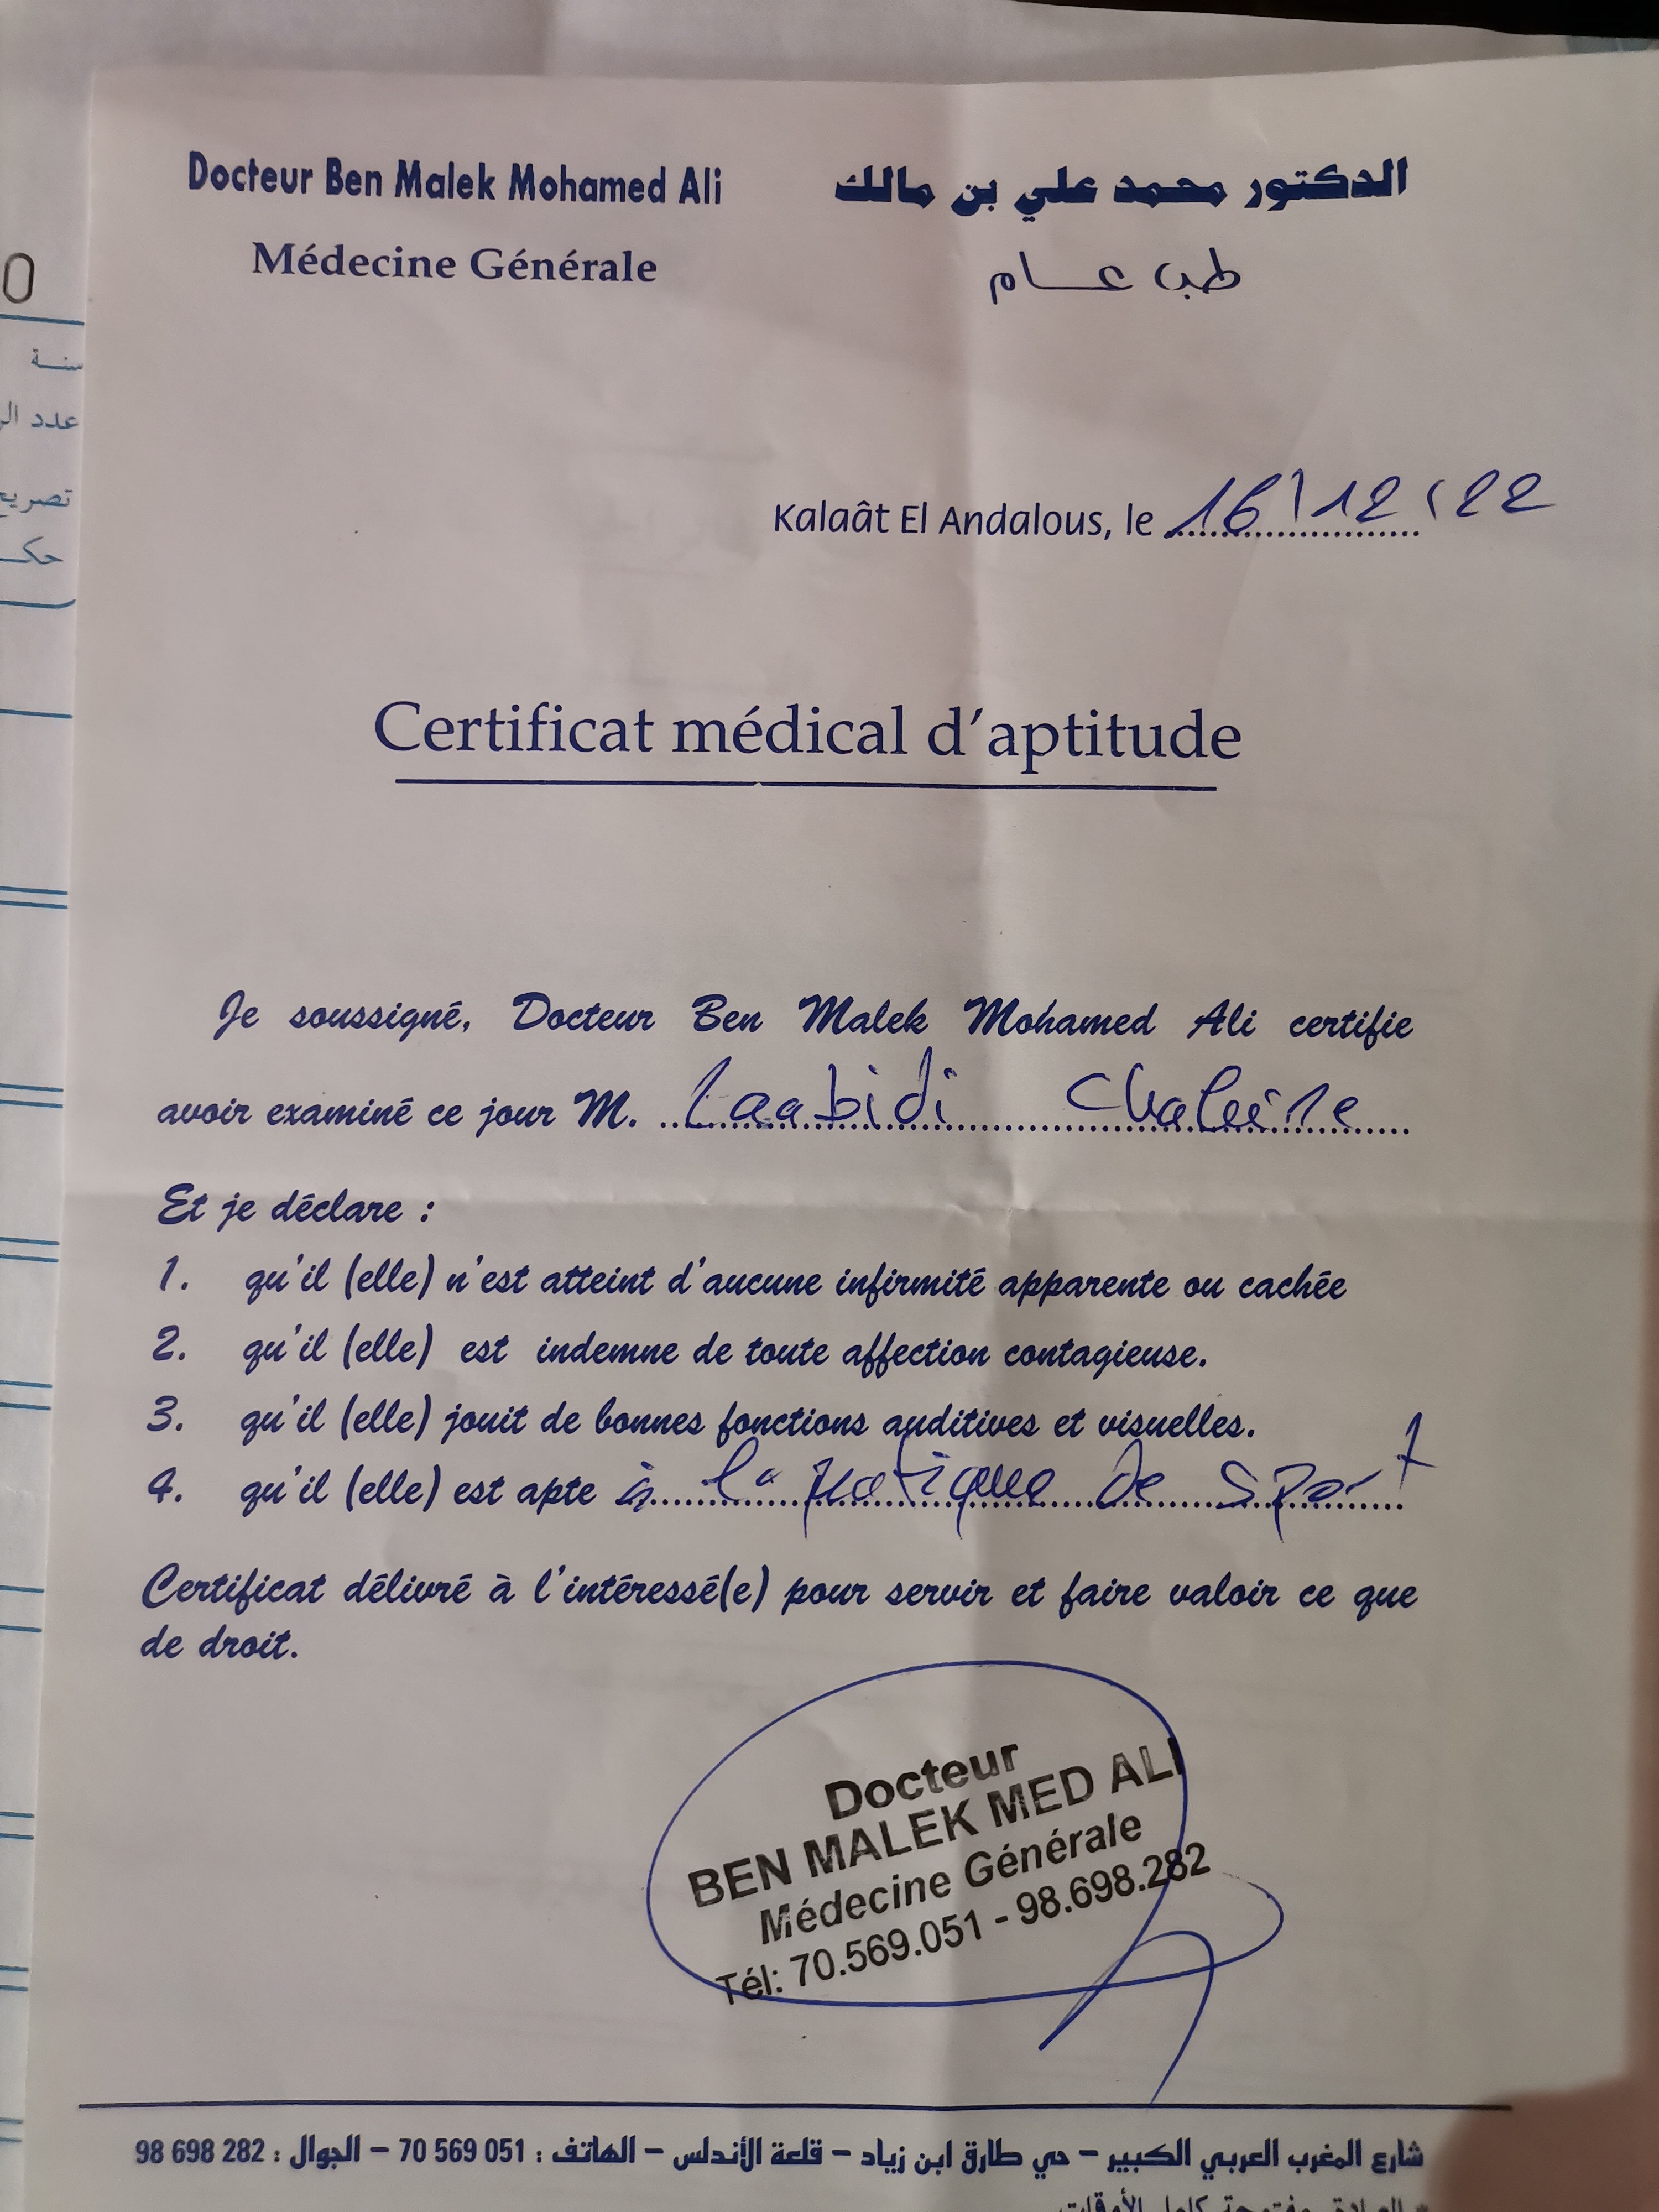 Docteur Ben Malek Mohamed Ali
Médecine Générale
الدكتور محمد علي بن مالك
طب عــام
Kalaât El Andalous, le 16/12/22
Certificat médical d'aptitude
Je soussigné, Docteur Ben Malek Mohamed Ali certifie
avoir examiné ce jour M. Laabidi
Et je déclare :
1. qu'il (elle) n'est atteint d'aucune infirmité apparente ou cachée
2. qu'il (elle) est indemne de toute affection contagieuse.
3. qu'il (elle) jouit de bonnes fonctions auditives et visuelles.
4. qu'il (elle) est apte à la pratique de sport
Certificat délivré à l'intéressé(e) pour servir et faire valoir ce que
de droit.
Docteur
BEN MALEK MED ALI
Médecine Générale
Tél: 70.569.051 - 98.698.282
شارع المغرب العربي الكبير – حي طارق ابن زياد – قلعة الأندلس – الهاتف : 051 569 70 – الجوال : 282 698 98
0
سنــة
عدد